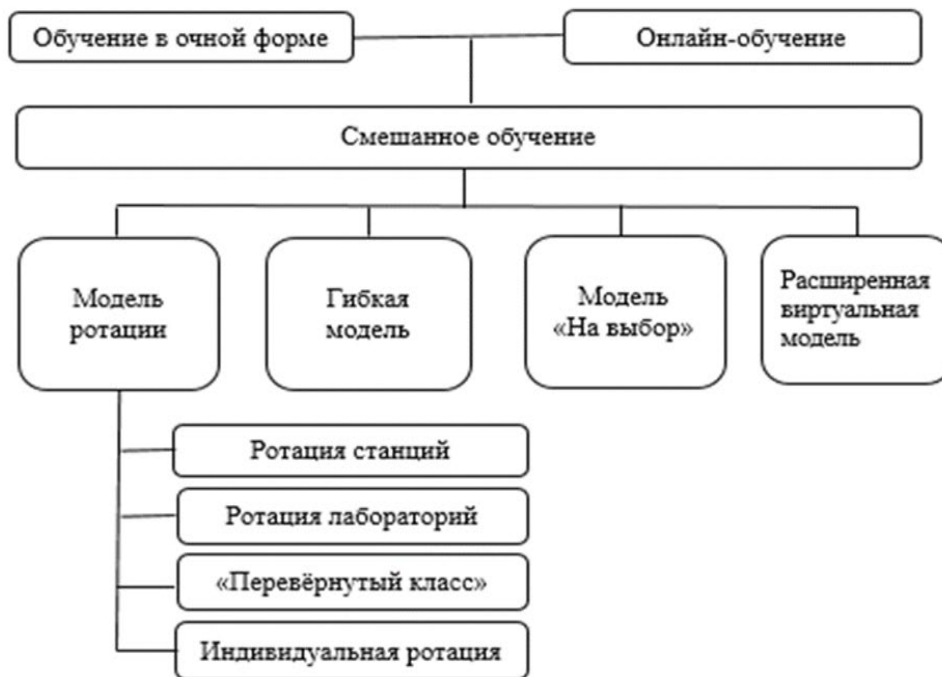 Обучение в очной форме
Онлайн-обучение
Смешанное обучение
Модель
ротации
Гибкая
модель
Модель
«На выбор»
Расширенная
виртуальная
модель
Ротация станций
Ротация лабораторий
«Перевёрнутый класс»
Индивидуальная ротация